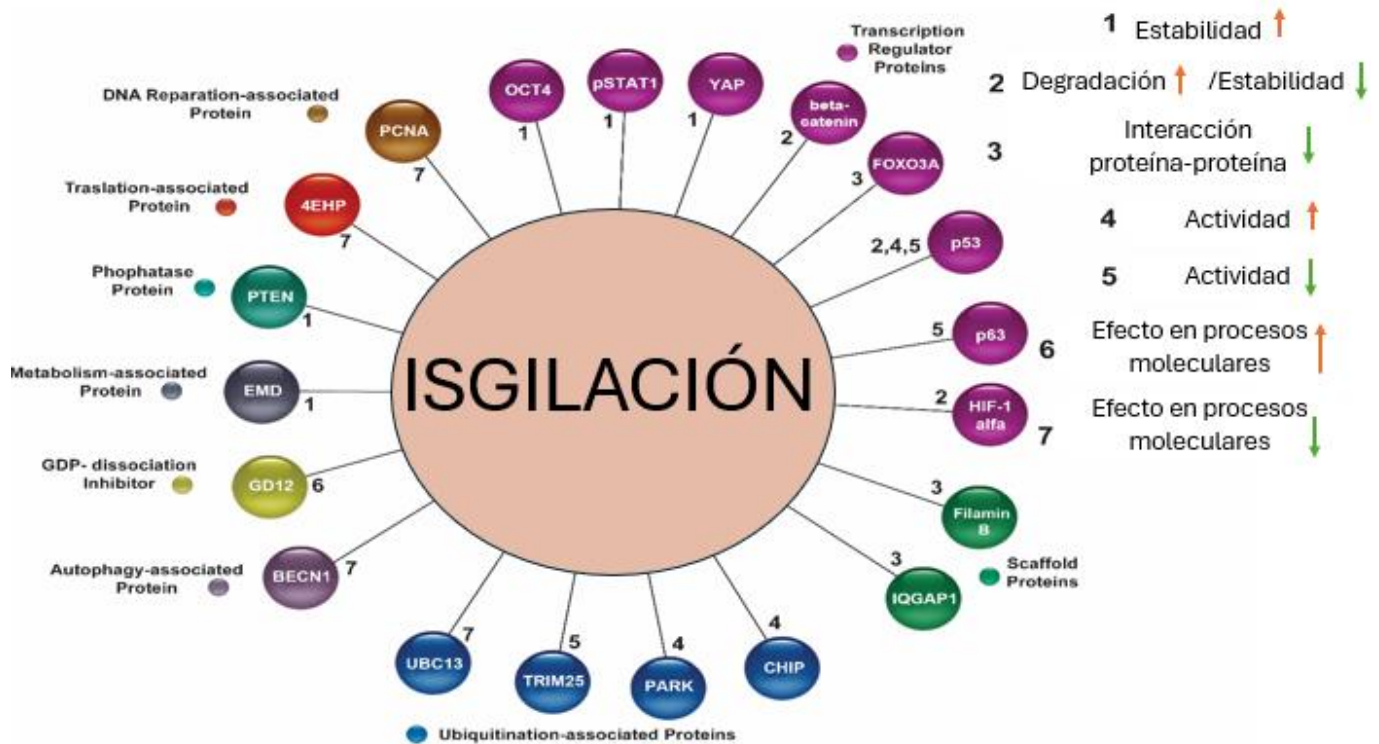 Transcription
Regulator
Proteins
1 Estabilidad ↑
2 Degradación ↑ /Estabilidad ↓
3 Interacción
proteína-proteína ↓
4 Actividad ↑
5 Actividad ↓
6 Efecto en procesos
moleculares ↑
7 Efecto en procesos
moleculares ↓
DNA Reparation-associated
Protein
PCNA
7
OCT4
1
pSTAT1
1
YAP
1
beta-
catenin
2
FOXO3A
3
p53
2,4,5
p63
5
HIF-1
alfa
2
Filamin
B
3
Scaffold
Proteins
IQGAP1
3
CHIP
4
PARK
4
TRIM25
5
UBC13
7
Ubiquitination-associated Proteins
Traslation-associated
Protein
4EHP
7
Phophatase
Protein
PTEN
1
Metabolism-associated
Protein
EMD
1
GDP- dissociation
Inhibitor
GD12
6
Autophagy-associated
Protein
BECN1
7
ISGILACIÓN